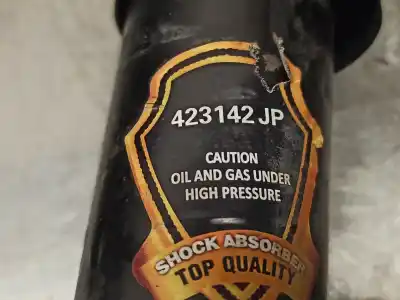 423142 JP
CAUTION
OIL AND GAS UNDER
HIGH PRESSURE
SHOCK ABSORBER
TOP QUALITY